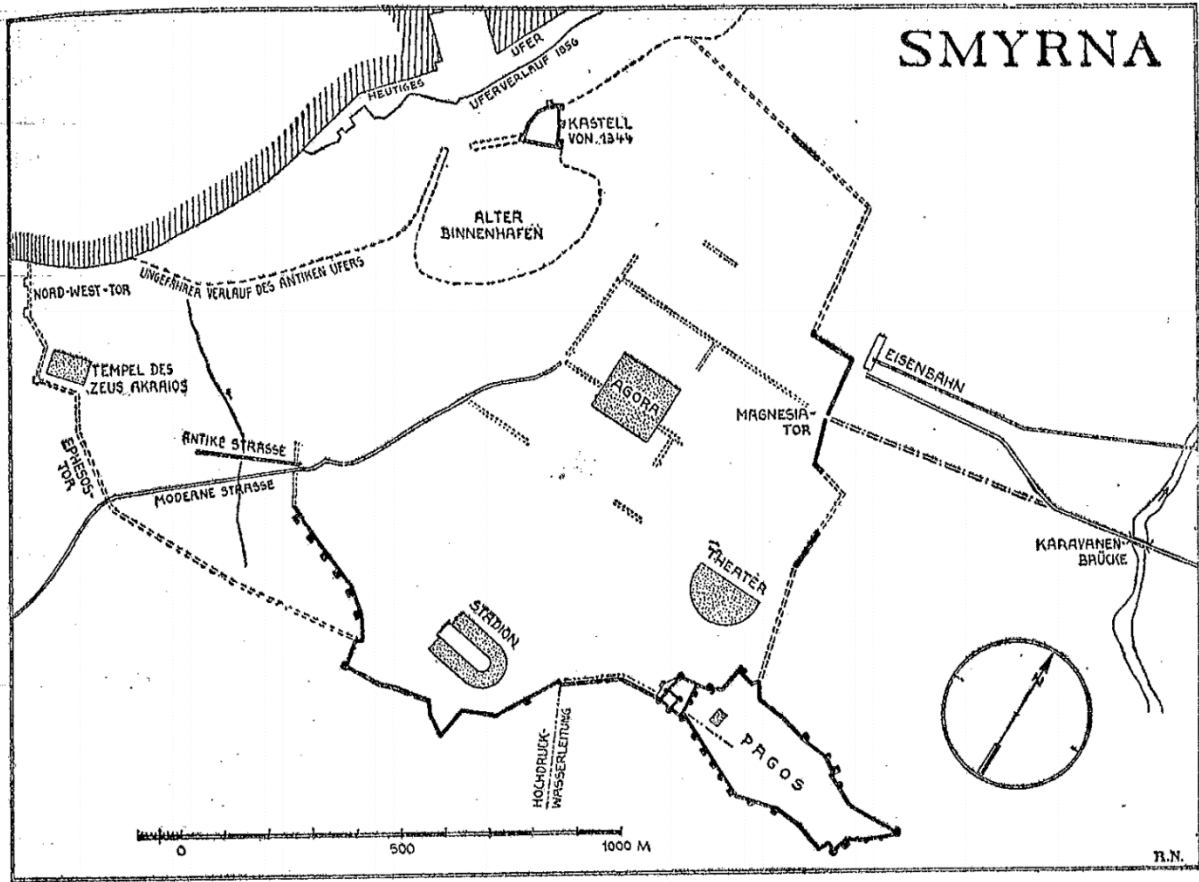 SMYRNA
UFER
HEUTIGES
UFERVERLAUF 1856
KASTELL
VON 1344
ALTER
BINNENHAFEN
UNGEFÄHRER VERLAUF DES ANTIKEN UFERS
NORD-WEST-TOR
TEMPEL DES
ZEUS AKRAIOS
EISENBAHN
AGORA
MAGNESIA-
TOR
ANTIKE STRASSE
EPHESOS-
TOR
MODERNE STRASSE
KARAVANEN-
BRÜCKE
THEATER
STADION
N
PAGOS
HOCHDRUCK-
WASSERLEITUNG
0 500 1000 M
R.N.